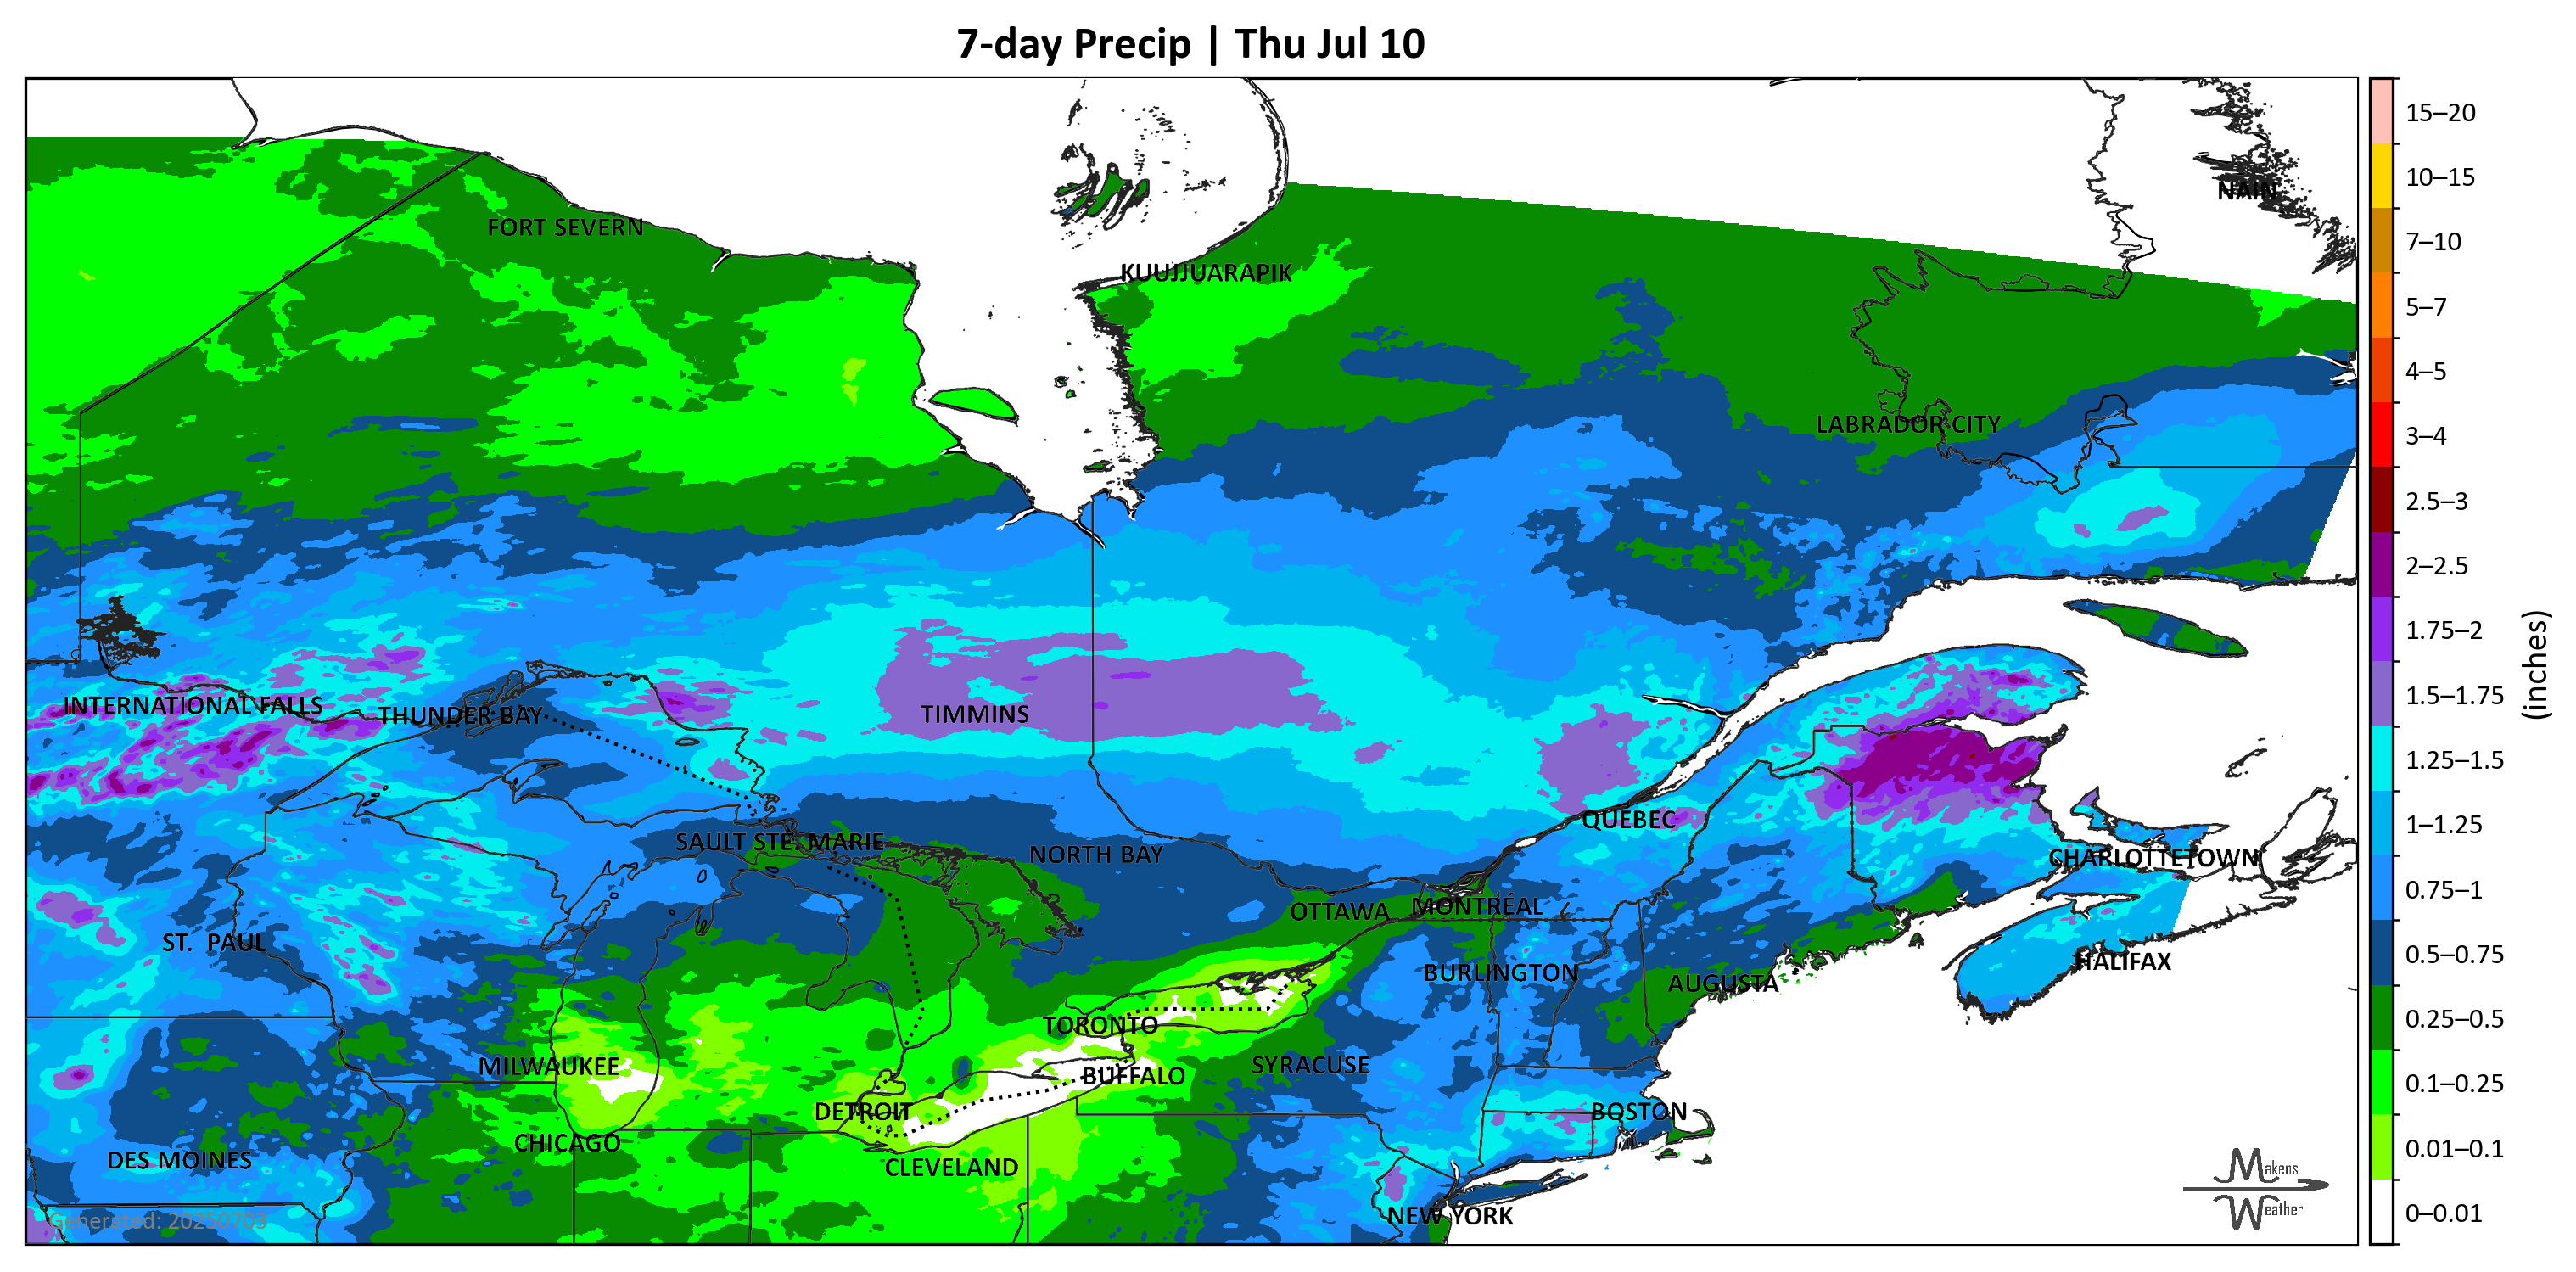 7-day Precip | Thu Jul 10
NAIN
FORT SEVERN
KUUJJUARAPIK
LABRADOR CITY
INTERNATIONAL FALLS
THUNDER BAY
TIMMINS
QUEBEC
SAULT STE. MARIE
NORTH BAY
CHARLOTTETOWN
OTTAWA
MONTRÉAL
ST. PAUL
HALIFAX
BURLINGTON
AUGUSTA
TORONTO
MILWAUKEE
SYRACUSE
BUFFALO
DETROIT
BOSTON
CHICAGO
DES MOINES
CLEVELAND
NEW YORK
Generated: 20250703
Makens
Weather
15–20
10–15
7–10
5–7
4–5
3–4
2.5–3
2–2.5
1.75–2
1.5–1.75
1.25–1.5
1–1.25
0.75–1
0.5–0.75
0.25–0.5
0.1–0.25
0.01–0.1
0–0.01
(inches)